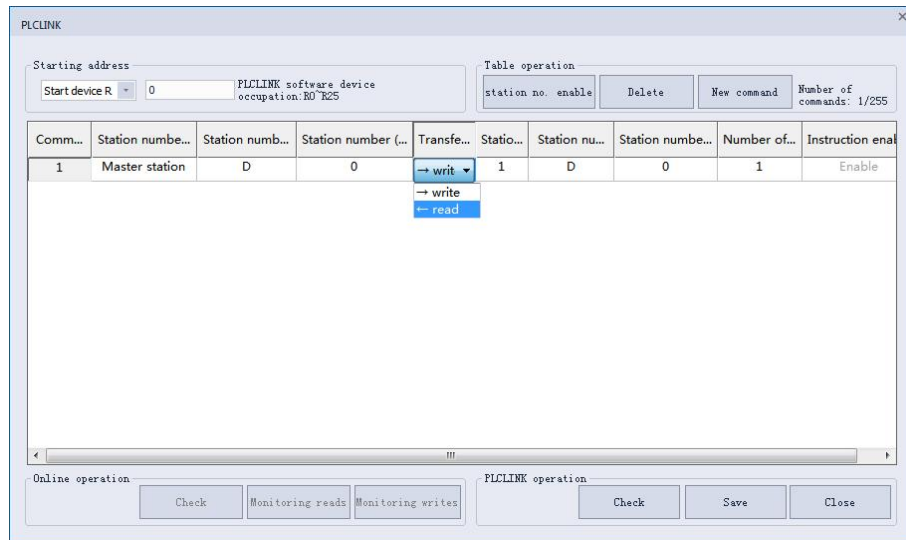 PLCLINK
Starting address
Start device R 0 PLCLINK software device
occupation:R0~R25
Table operation
station no. enable Delete New command Number of
commands: 1/255
Comm... Station numbe... Station numb... Station number (... Transfe... Statio... Station nu... Station numbe... Number of... Instruction enal
1 Master station D 0 → writ 1 D 0 1 Enable
→ write
← read
Online operation
Check Monitoring reads Monitoring writes
PLCLINK operation
Check Save Close